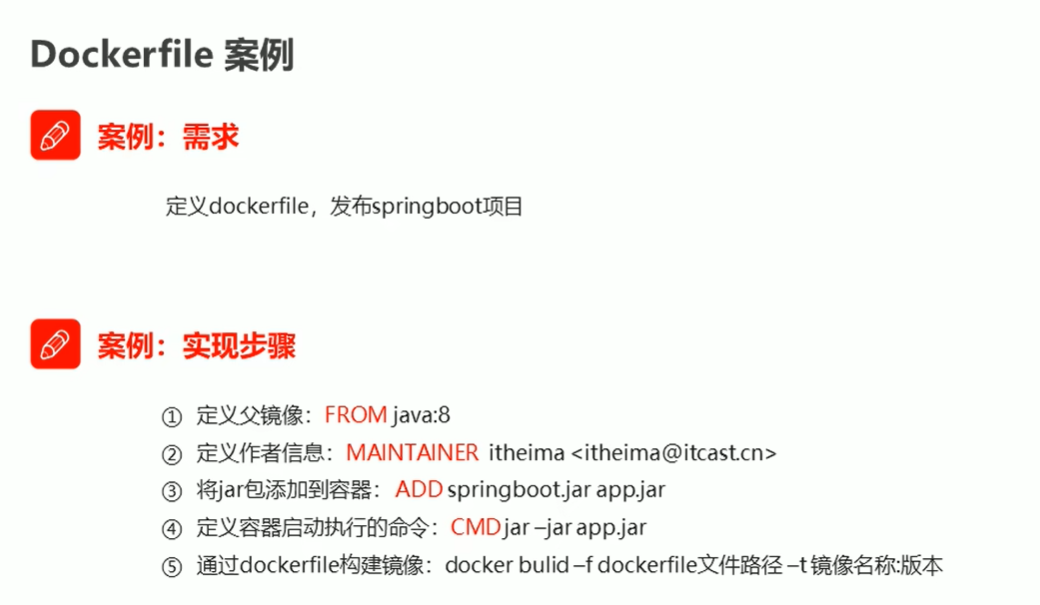 Dockerfile 案例
案例：需求
定义dockerfile，发布springboot项目
案例：实现步骤
① 定义父镜像：FROM java:8
② 定义作者信息：MAINTAINER itheima <itheima@itcast.cn>
③ 将jar包添加到容器：ADD springboot.jar app.jar
④ 定义容器启动执行的命令：CMD jar –jar app.jar
⑤ 通过dockerfile构建镜像：docker bulid –f dockerfile文件路径 –t 镜像名称:版本